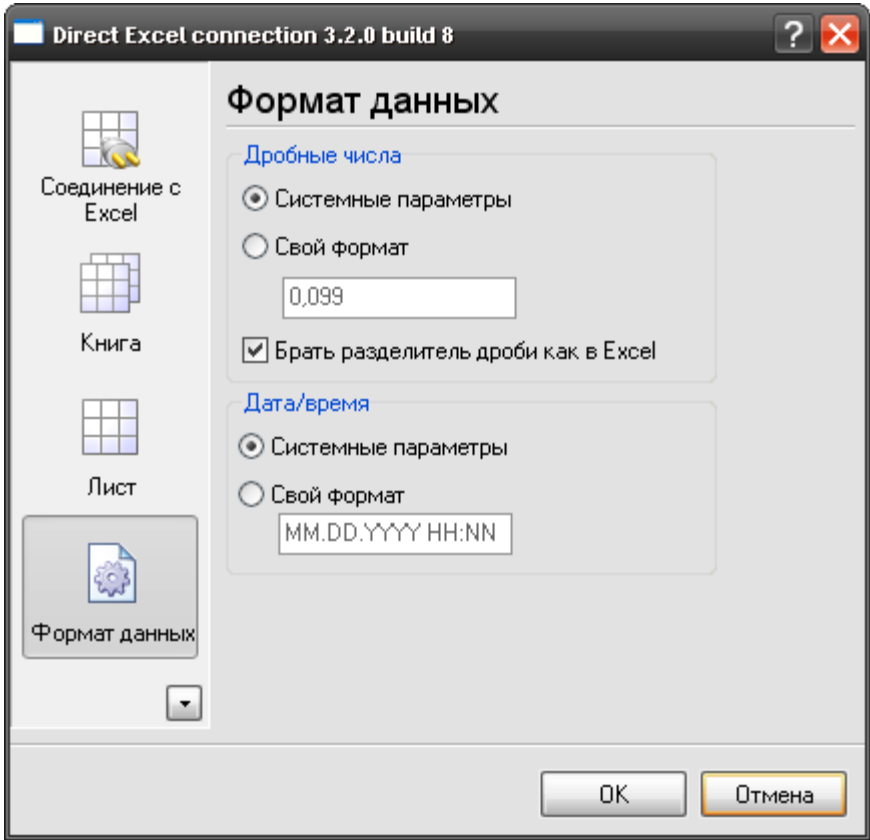 Direct Excel connection 3.2.0 build 8
?
Соединение с
Excel
Книга
Лист
Формат данных
Формат данных
Дробные числа
Системные параметры
Свой формат
0,099
Брать разделитель дроби как в Excel
Дата/время
Системные параметры
Свой формат
MM.DD.YYYY HH:NN
OK
Отмена